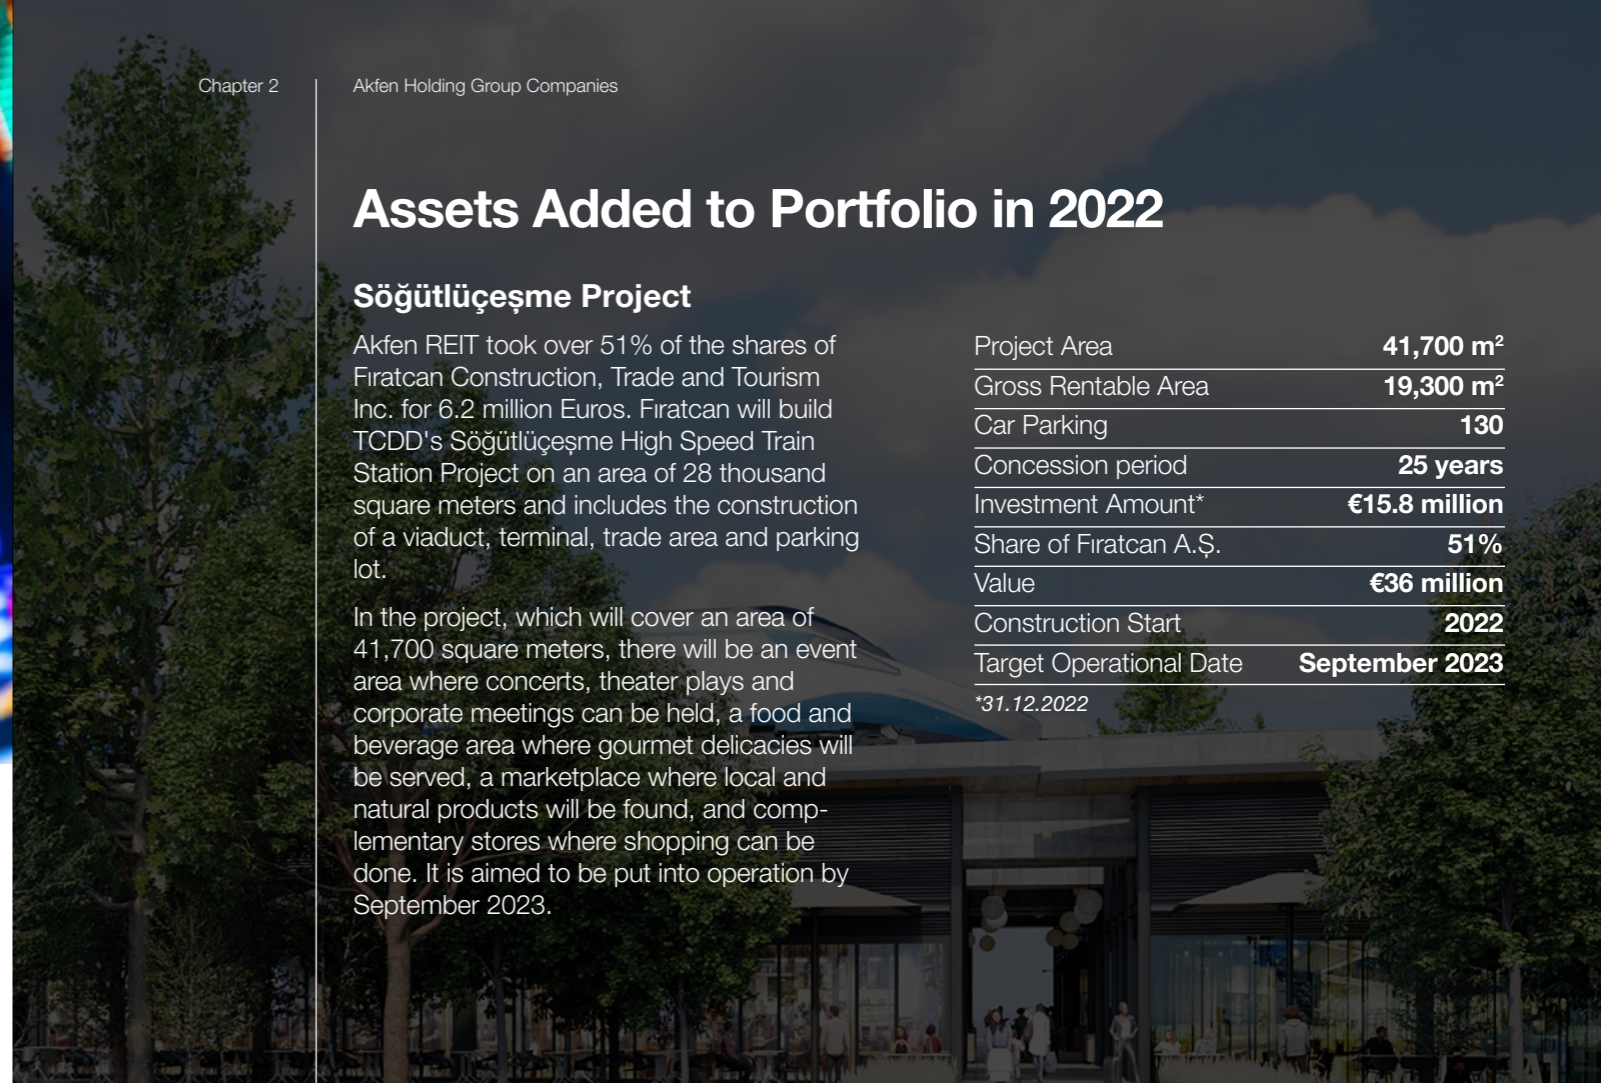 Chapter 2
Akfen Holding Group Companies
Assets Added to Portfolio in 2022
Söğütlüçeşme Project
Akfen REIT took over 51% of the shares of
Fıratcan Construction, Trade and Tourism
Inc. for 6.2 million Euros. Fıratcan will build
TCDD's Söğütlüçeşme High Speed Train
Station Project on an area of 28 thousand
square meters and includes the construction
of a viaduct, terminal, trade area and parking
lot.
In the project, which will cover an area of
41,700 square meters, there will be an event
area where concerts, theater plays and
corporate meetings can be held, a food and
beverage area where gourmet delicacies will
be served, a marketplace where local and
natural products will be found, and comp-
lementary stores where shopping can be
done. It is aimed to be put into operation by
September 2023.
Project Area 41,700 m²
Gross Rentable Area 19,300 m²
Car Parking 130
Concession period 25 years
Investment Amount* €15.8 million
Share of Fıratcan A.Ş. 51%
Value €36 million
Construction Start 2022
Target Operational Date September 2023
*31.12.2022